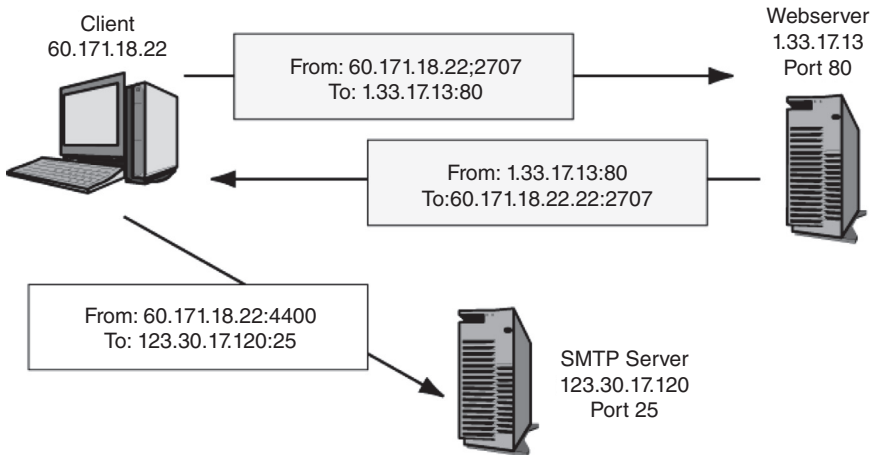 Client
60.171.18.22
From: 60.171.18.22;2707
To: 1.33.17.13:80
Webserver
1.33.17.13
Port 80
From: 1.33.17.13:80
To:60.171.18.22.22:2707
From: 60.171.18.22:4400
To: 123.30.17.120:25
SMTP Server
123.30.17.120
Port 25